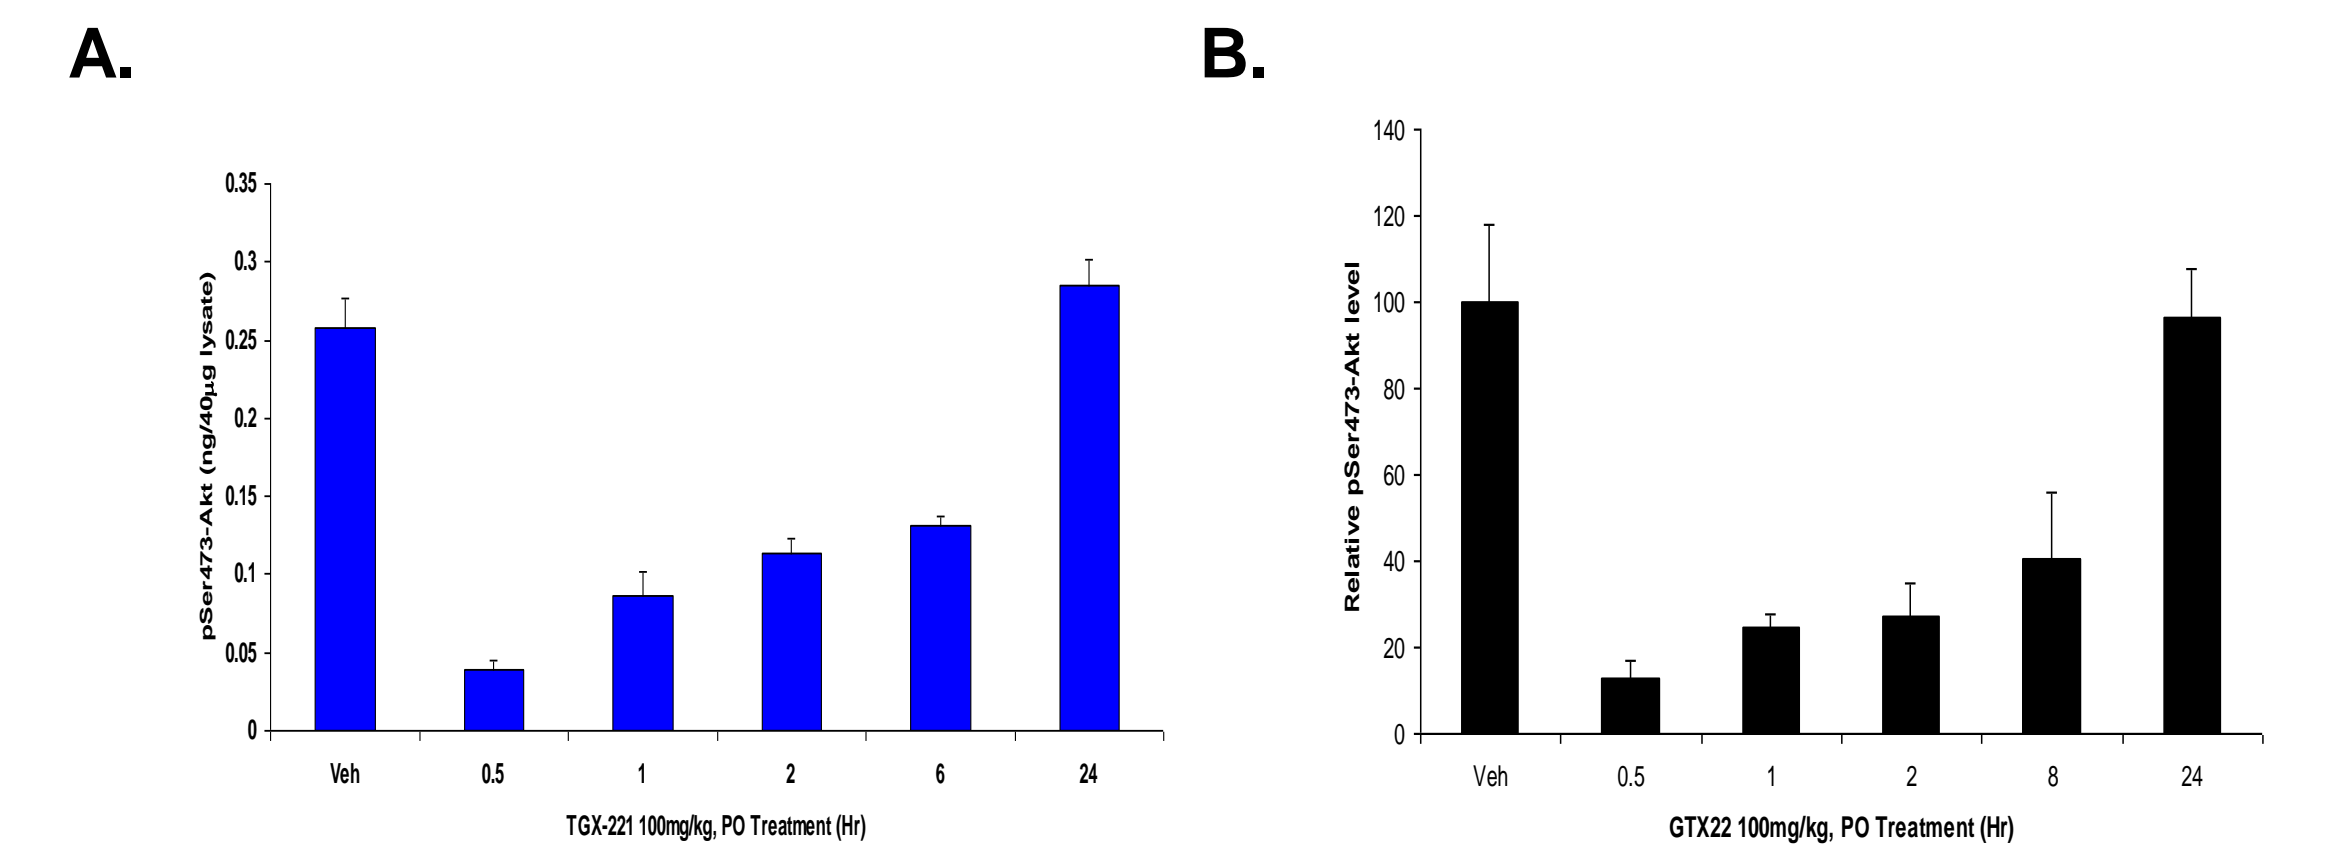 A.
B.
0.35
0.3
0.25
0.2
0.15
0.1
0.05
0
pSer473-Akt (ng/40µg lysate)
Veh 0.5 1 2 6 24
TGX-221 100mg/kg, PO Treatment (Hr)
140
120
100
80
60
40
20
0
Relative pSer473-Akt level
Veh 0.5 1 2 8 24
GTX22 100mg/kg, PO Treatment (Hr)